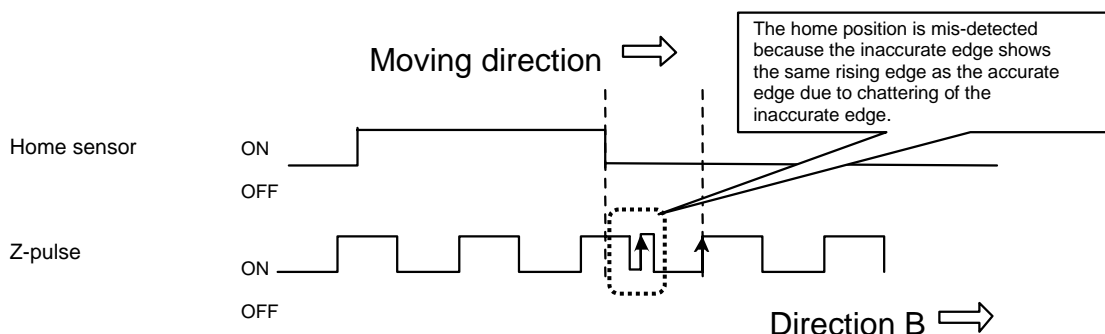 The home position is mis-detected
because the inaccurate edge shows
the same rising edge as the accurate
edge due to chattering of the
inaccurate edge.
Moving direction
Home sensor
ON
OFF
Z-pulse
ON
OFF
Direction B